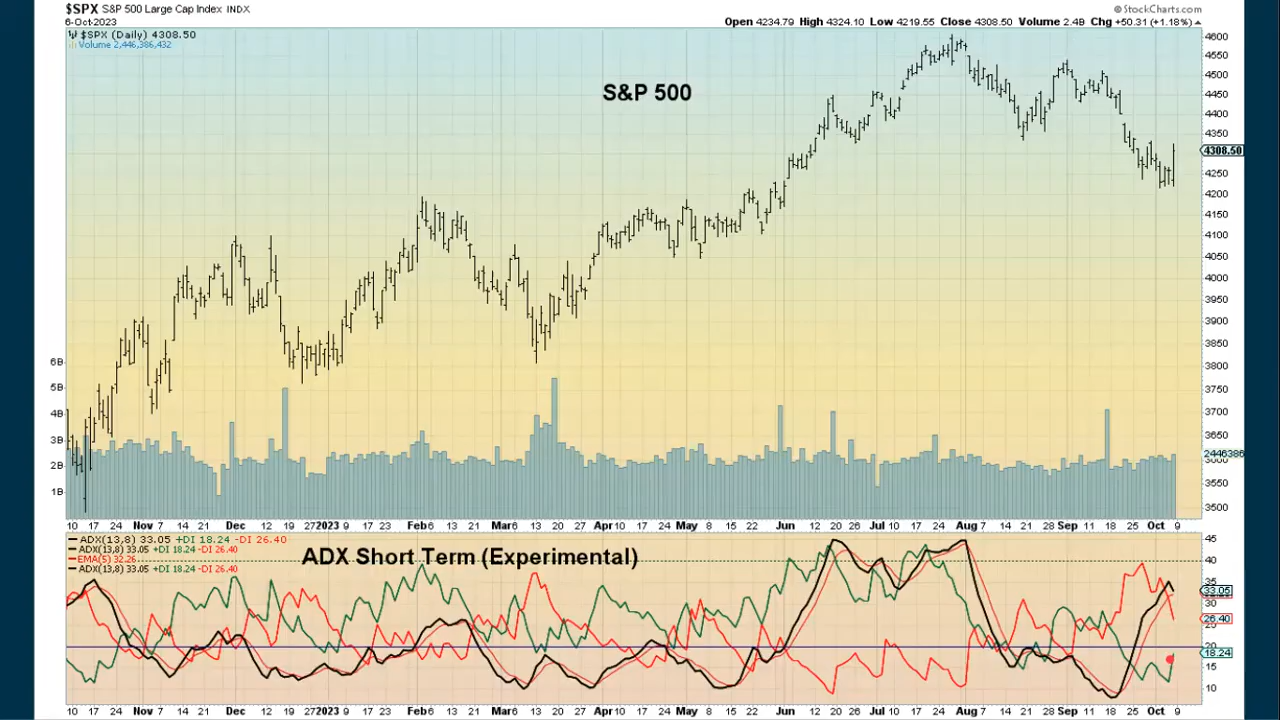 $SPX S&P 500 Large Cap Index INDX
© StockCharts.com
6-Oct-2023
Open 4234.79 High 4324.10 Low 4219.55 Close 4308.50 Volume 2.4B Chg +50.31 (+1.18%)
$SPX (Daily) 4308.50
Volume 2,446,386,432
S&P 500
4600
4550
4500
4450
4400
4350
4308.50
4250
4200
4150
4100
4050
4000
3950
3900
3850
3800
3750
3700
3650
3600
3550
3500
2446386
6B
5B
4B
3B
2B
1B
10 17 24 Nov 7 14 21 Dec 12 19 27 2023 9 17 23 Feb 6 13 21 Mar 6 13 20 27 Apr 10 17 24 May 8 15 22 Jun 12 20 26 Jul 10 17 24 Aug 7 14 21 28 Sep 11 18 25 Oct 9
ADX(13,8) 33.05 +DI 18.24 -DI 26.40
ADX(13,8) 33.05 +DI 18.24 -DI 26.40
EMA(5) 32.26
ADX(13,8) 33.05 +DI 18.24 -DI 26.40
ADX Short Term (Experimental)
45
40
35
33.05
30
26.40
25
20
18.24
15
10
10 17 24 Nov 7 14 21 Dec 12 19 27 2023 9 17 23 Feb 6 13 21 Mar 6 13 20 27 Apr 10 17 24 May 8 15 22 Jun 12 20 26 Jul 10 17 24 Aug 7 14 21 28 Sep 11 18 25 Oct 9